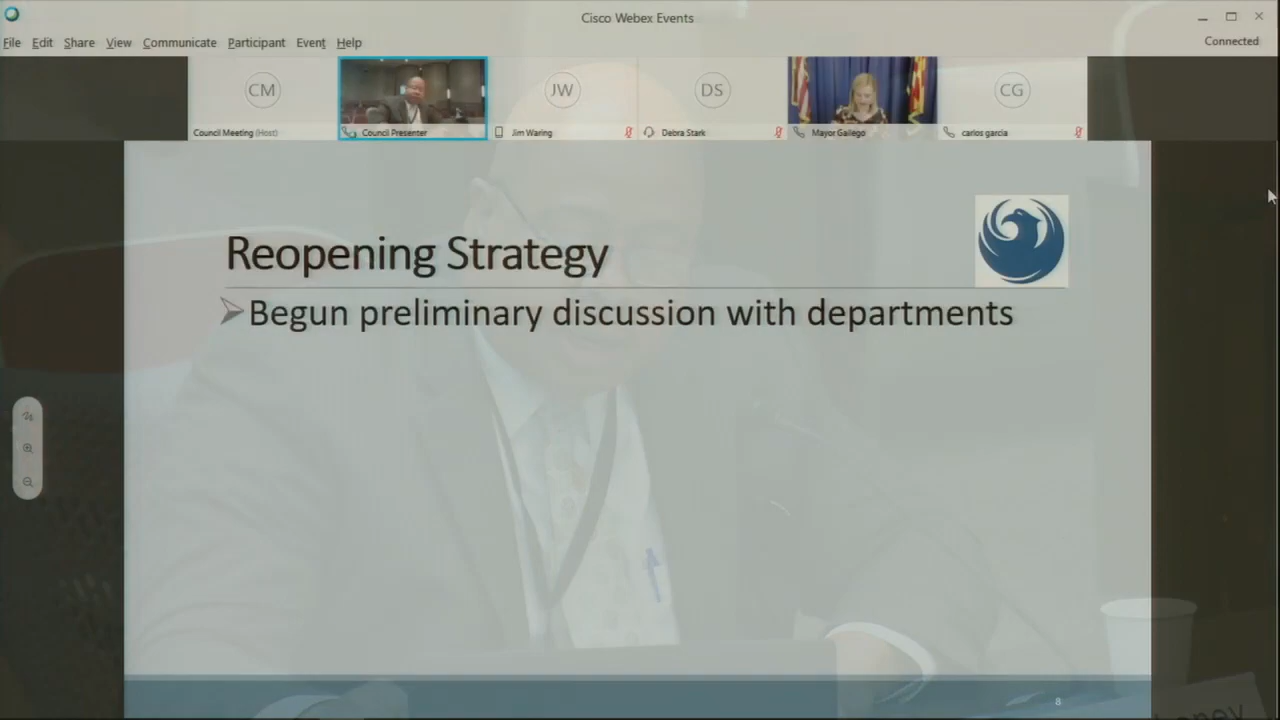 Cisco Webex Events
File Edit Share View Communicate Participant Event Help
Connected
CM
JW
DS
CG
Council Meeting (Host)
Council Presenter
Jim Waring
Debra Stark
Mayor Gallego
carlos garcia
Reopening Strategy
Begun preliminary discussion with departments
8